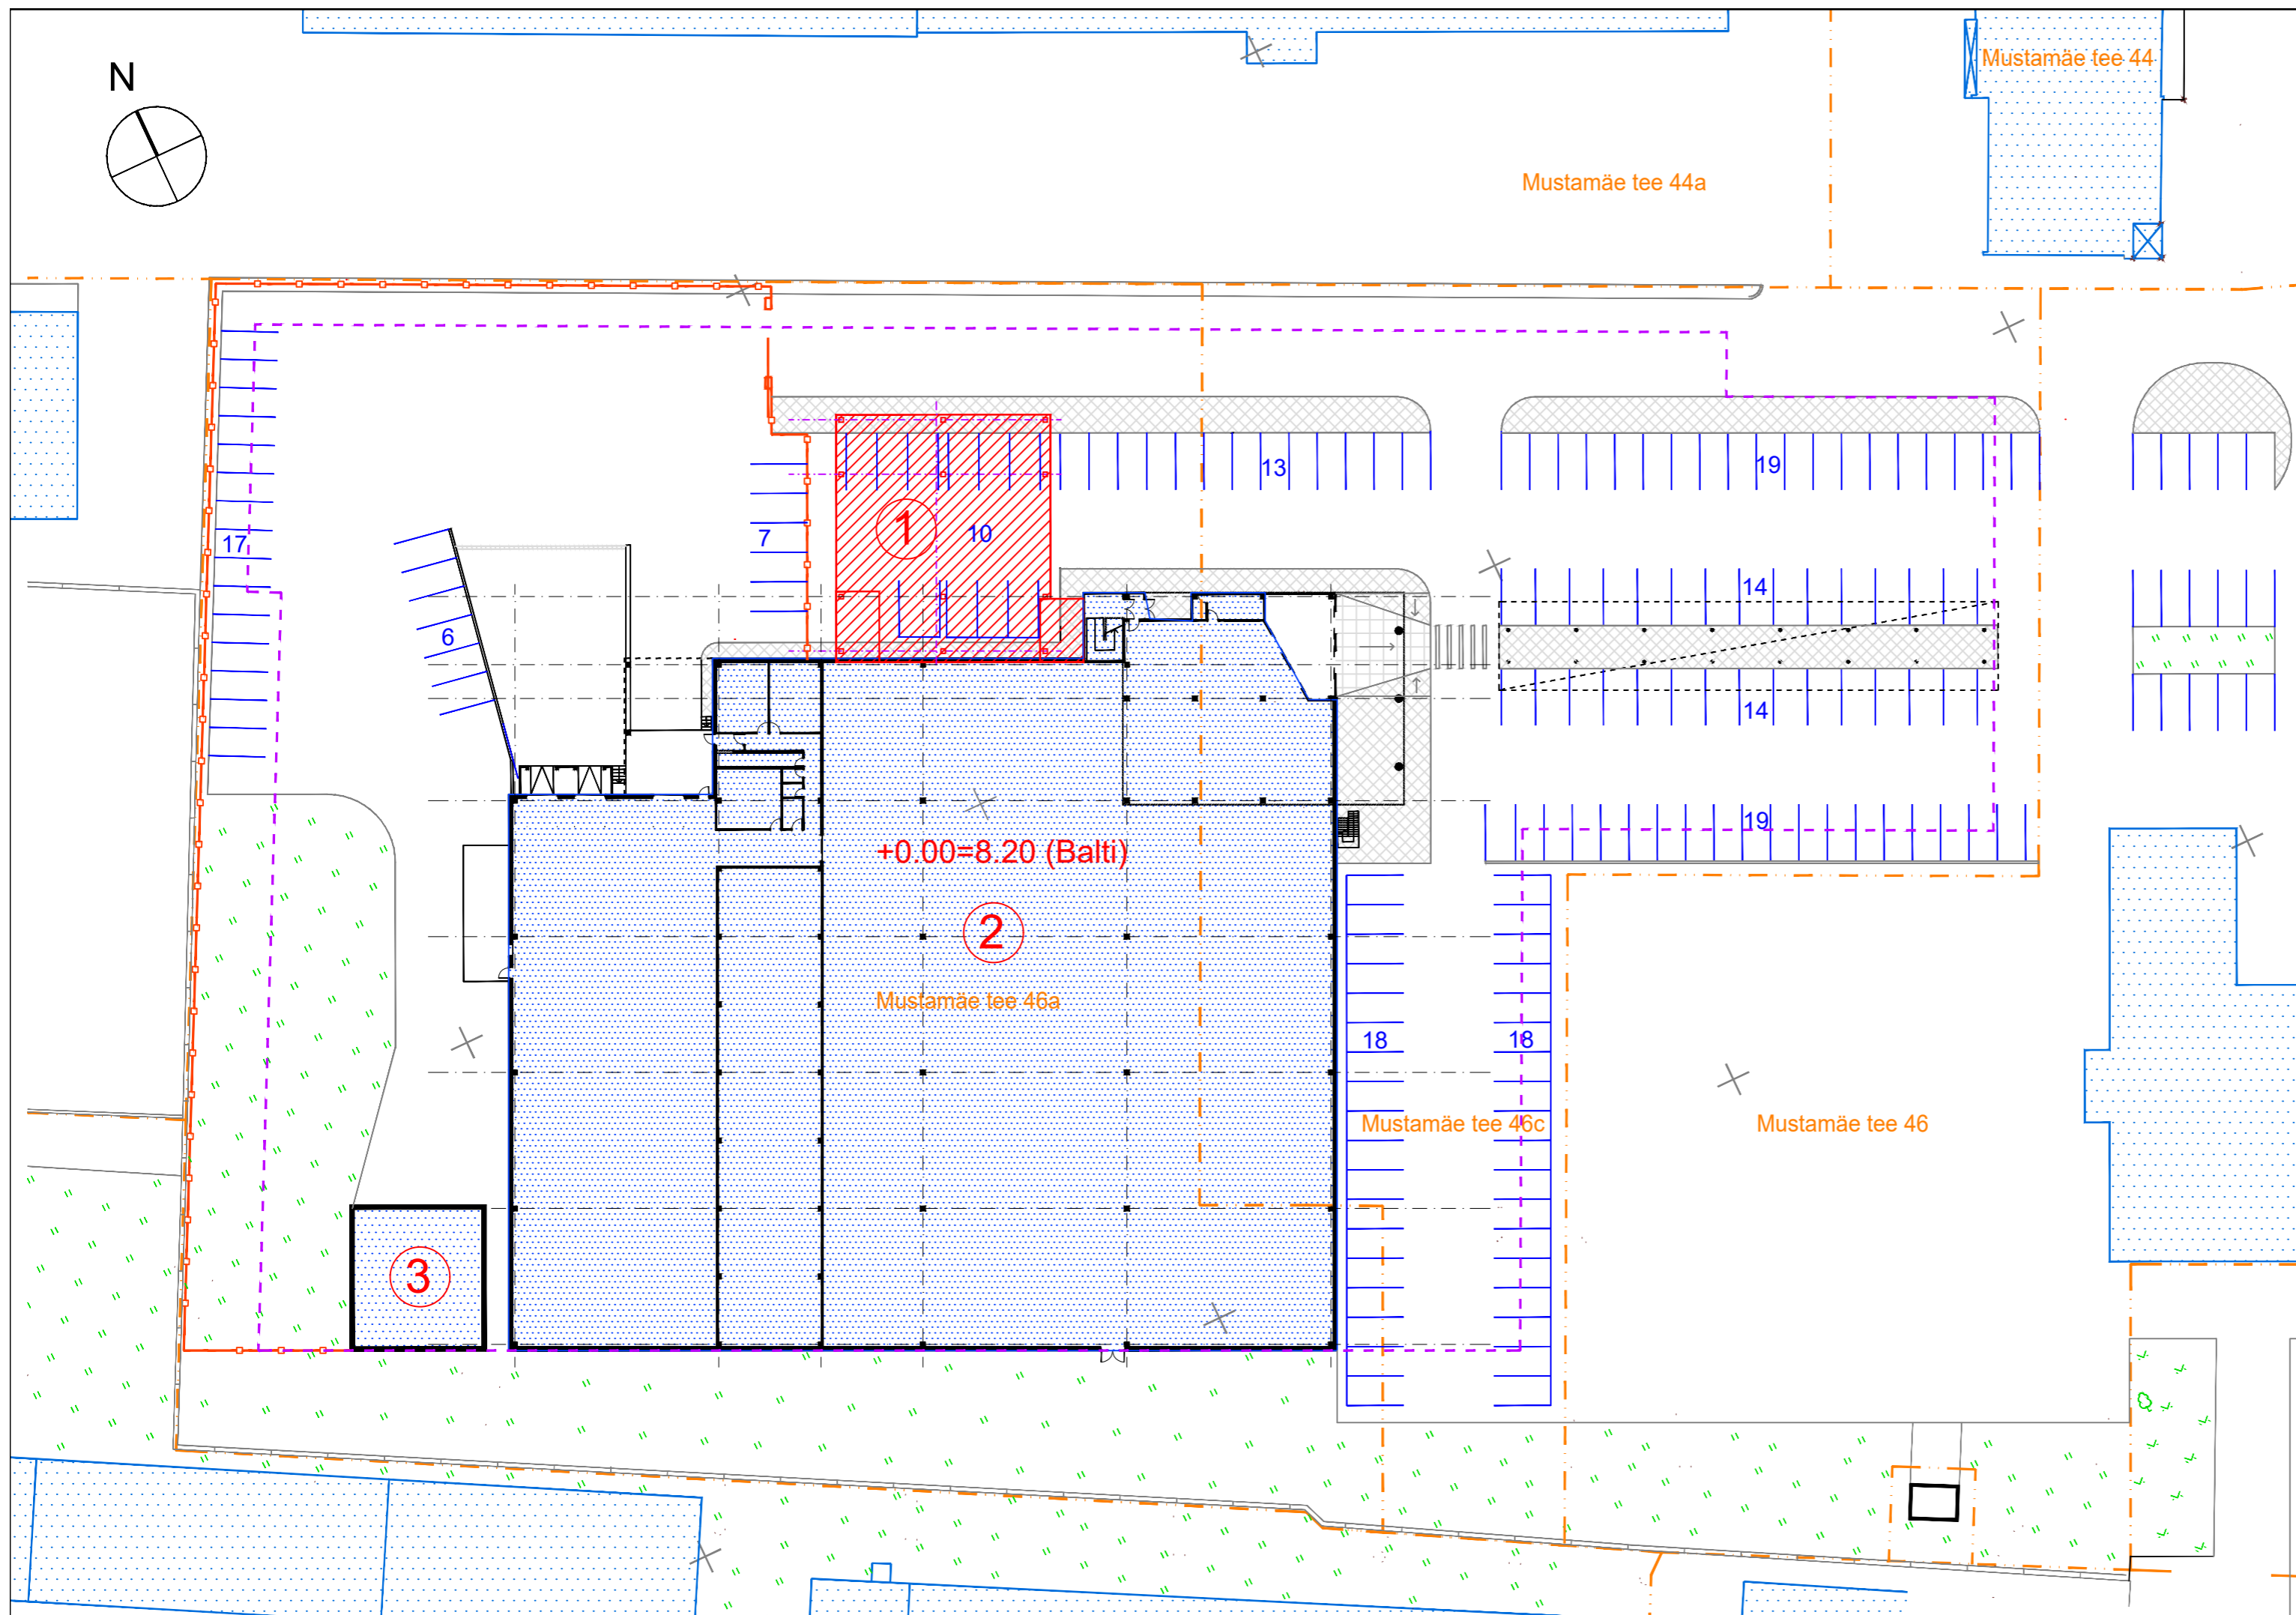 N
Mustamäe tee 44
Mustamäe tee 44a
13
19
1
10
7
17
14
6
14
19
+0.00=8.20 (Balti)
2
Mustamäe tee 46a
18
18
Mustamäe tee 46c
Mustamäe tee 46
3